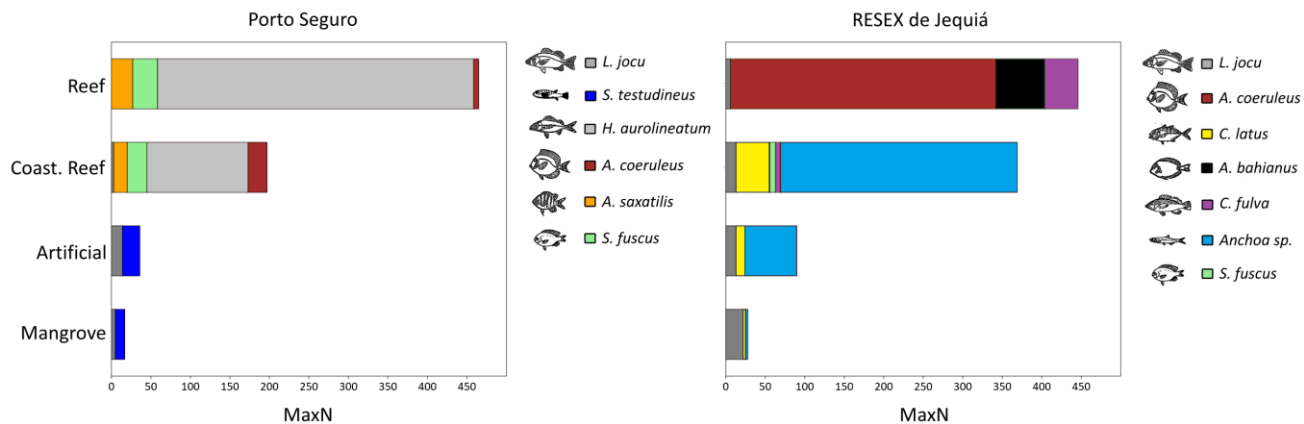 Porto Seguro
Reef
Coast. Reef
Artificial
Mangrove
0 50 100 150 200 250 300 350 400 450
MaxN
L. jocu
S. testudineus
H. aurolineatum
A. coeruleus
A. saxatilis
S. fuscus
RESEX de Jequiá
0 50 100 150 200 250 300 350 400 450
MaxN
L. jocu
A. coeruleus
C. latus
A. bahianus
C. fulva
Anchoa sp.
S. fuscus